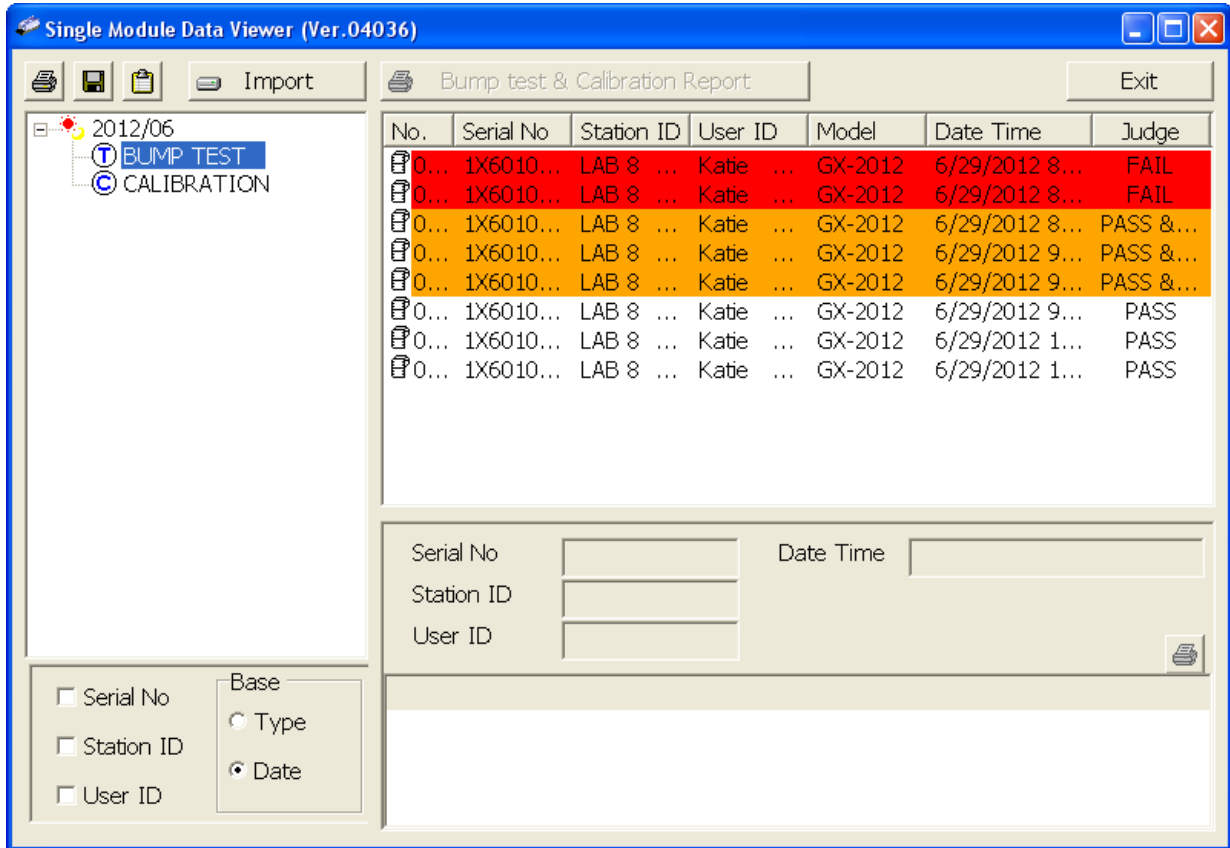 Single Module Data Viewer (Ver.04036)
Import
Bump test & Calibration Report
Exit
2012/06
T BUMP TEST
C CALIBRATION
No. Serial No Station ID User ID Model Date Time Judge
0... 1X6010... LAB 8 ... Katie ... GX-2012 6/29/2012 8... FAIL
0... 1X6010... LAB 8 ... Katie ... GX-2012 6/29/2012 8... FAIL
0... 1X6010... LAB 8 ... Katie ... GX-2012 6/29/2012 8... PASS &...
0... 1X6010... LAB 8 ... Katie ... GX-2012 6/29/2012 9... PASS &...
0... 1X6010... LAB 8 ... Katie ... GX-2012 6/29/2012 9... PASS &...
0... 1X6010... LAB 8 ... Katie ... GX-2012 6/29/2012 9... PASS
0... 1X6010... LAB 8 ... Katie ... GX-2012 6/29/2012 1... PASS
0... 1X6010... LAB 8 ... Katie ... GX-2012 6/29/2012 1... PASS
Serial No Date Time
Station ID
User ID
Serial No
Station ID
User ID
Base
Type
Date